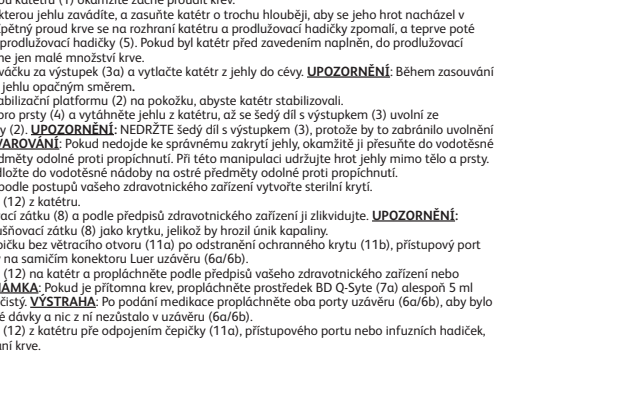 (1) okamžitě začne proudit krev.
kterou jehlu zavádíte, a zasuňte katétr o trochu hlouběji, aby se jeho hrot nacházel v
pětný proud krve se na rozhraní katétru a prodlužovací hadičky zpomalí, a teprve poté
prodlužovací hadičky (5). Pokud byl katétr před zavedením naplněn, do prodlužovací
ne jen malé množství krve.
váčku za výstupek (3a) a vytlačte katétr z jehly do cévy. UPOZORNĚNÍ: Během zasouvání
jehlu opačným směrem.
abilizační platformu (2) na pokožku, abyste katétr stabilizovali.
pro prsty (4) a vytáhněte jehlu z katétru, až se šedý díl s výstupkem (3) uvolní ze
y (2). UPOZORNĚNÍ: NEDRŽTE šedý díl s výstupkem (3), protože by to zabránilo uvolnění
VAROVÁNÍ: Pokud nedojde ke správnému zakrytí jehly, okamžitě ji přesuňte do vodotěsné
dměty odolné proti propíchnutí. Při této manipulaci udržujte hrot jehly mimo tělo a prsty.
dložte do vodotěsné nádoby na ostré předměty odolné proti propíchnutí.
podle postupů vašeho zdravotnického zařízení vytvořte sterilní krytí.
(12) z katétru.
ací zátku (8) a podle předpisů zdravotnického zařízení ji zlikvidujte. UPOZORNĚNÍ:
ušňovací zátku (8) jako krytku, jelikož by hrozil únik kapaliny.
pičku bez větracího otvoru (11a) po odstranění ochranného krytu (11b), přístupový port
y na samičím konektoru Luer uzávěru (6a/6b).
(12) na katétr a propláchněte podle předpisů vašeho zdravotnického zařízení nebo
NÁMKA: Pokud je přítomna krev, propláchněte prostředek BD Q-Syte (7a) alespoň 5 ml
čistý. VÝSTRAHA: Po podání medikace propláchněte oba porty uzávěru (6a/6b), aby bylo
é dávky a nic z ní nezůstalo v uzávěru (6a/6b).
(12) z katétru pře odpojením čepičky (11a), přístupového portu nebo infuzních hadiček,
ání krve.